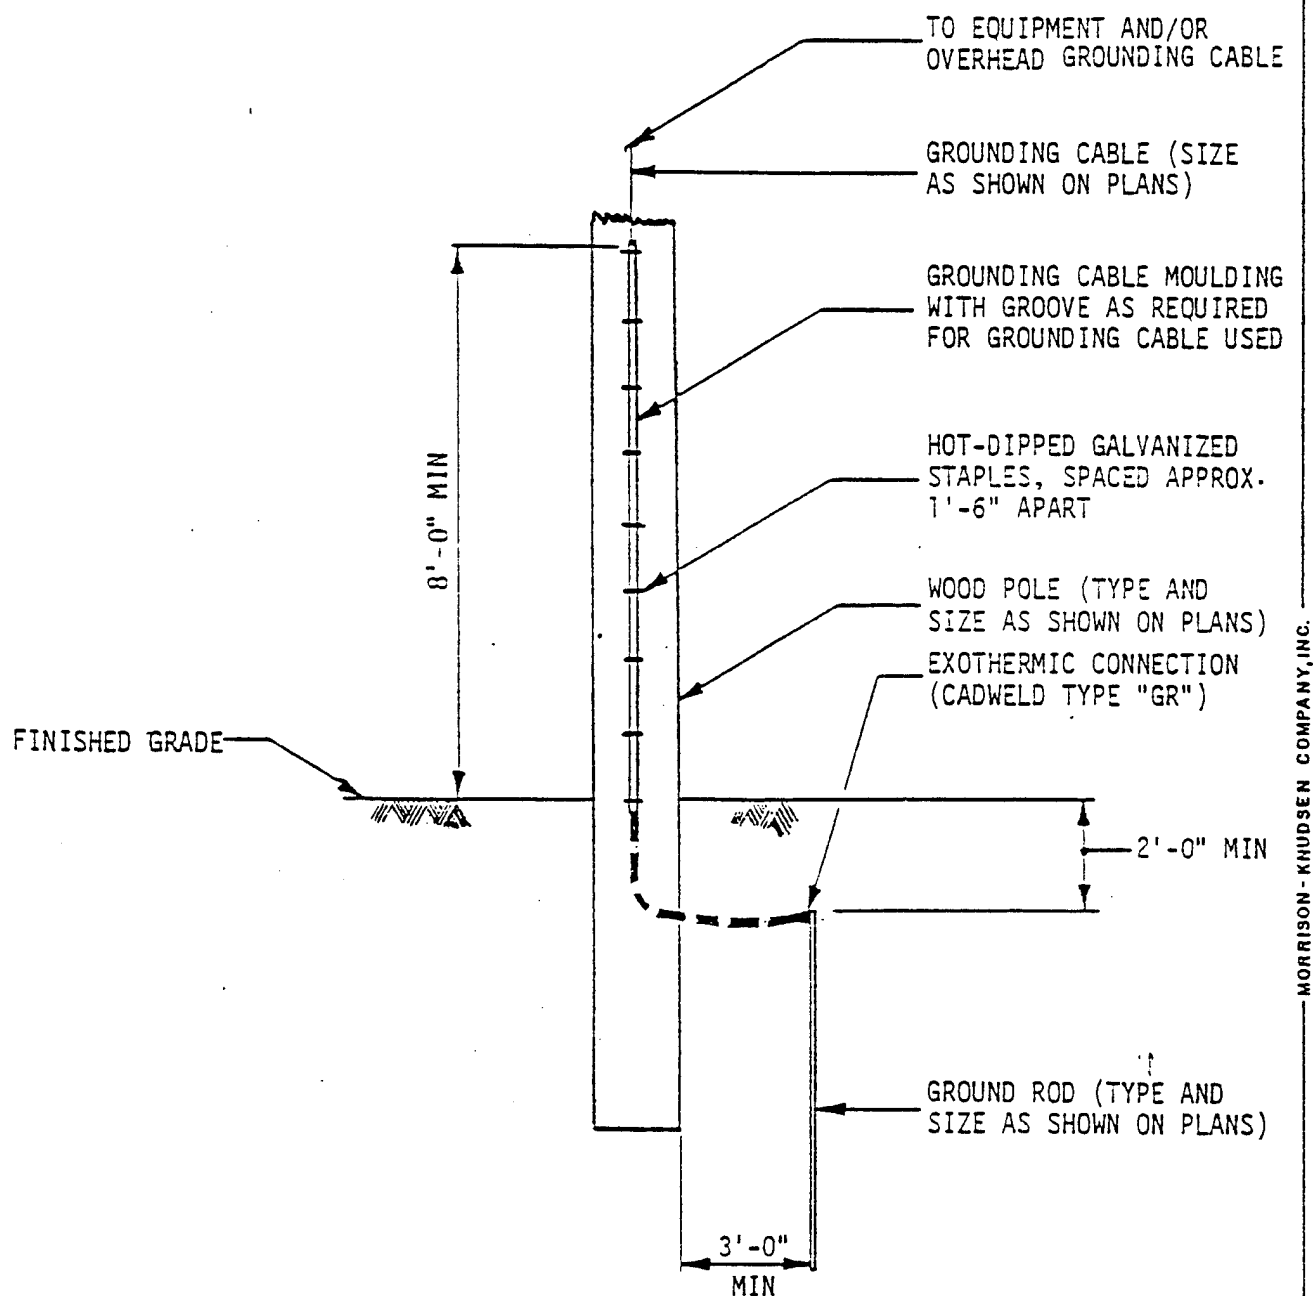 TO EQUIPMENT AND/OR
OVERHEAD GROUNDING CABLE
GROUNDING CABLE (SIZE
AS SHOWN ON PLANS)
GROUNDING CABLE MOULDING
WITH GROOVE AS REQUIRED
FOR GROUNDING CABLE USED
HOT-DIPPED GALVANIZED
STAPLES, SPACED APPROX.
1'-6" APART
8'-0" MIN
WOOD POLE (TYPE AND
SIZE AS SHOWN ON PLANS)
EXOTHERMIC CONNECTION
(CADWELD TYPE "GR")
FINISHED GRADE
2'-0" MIN
GROUND ROD (TYPE AND
SIZE AS SHOWN ON PLANS)
3'-0"
MIN
MORRISON-KNUDSEN COMPANY, INC.